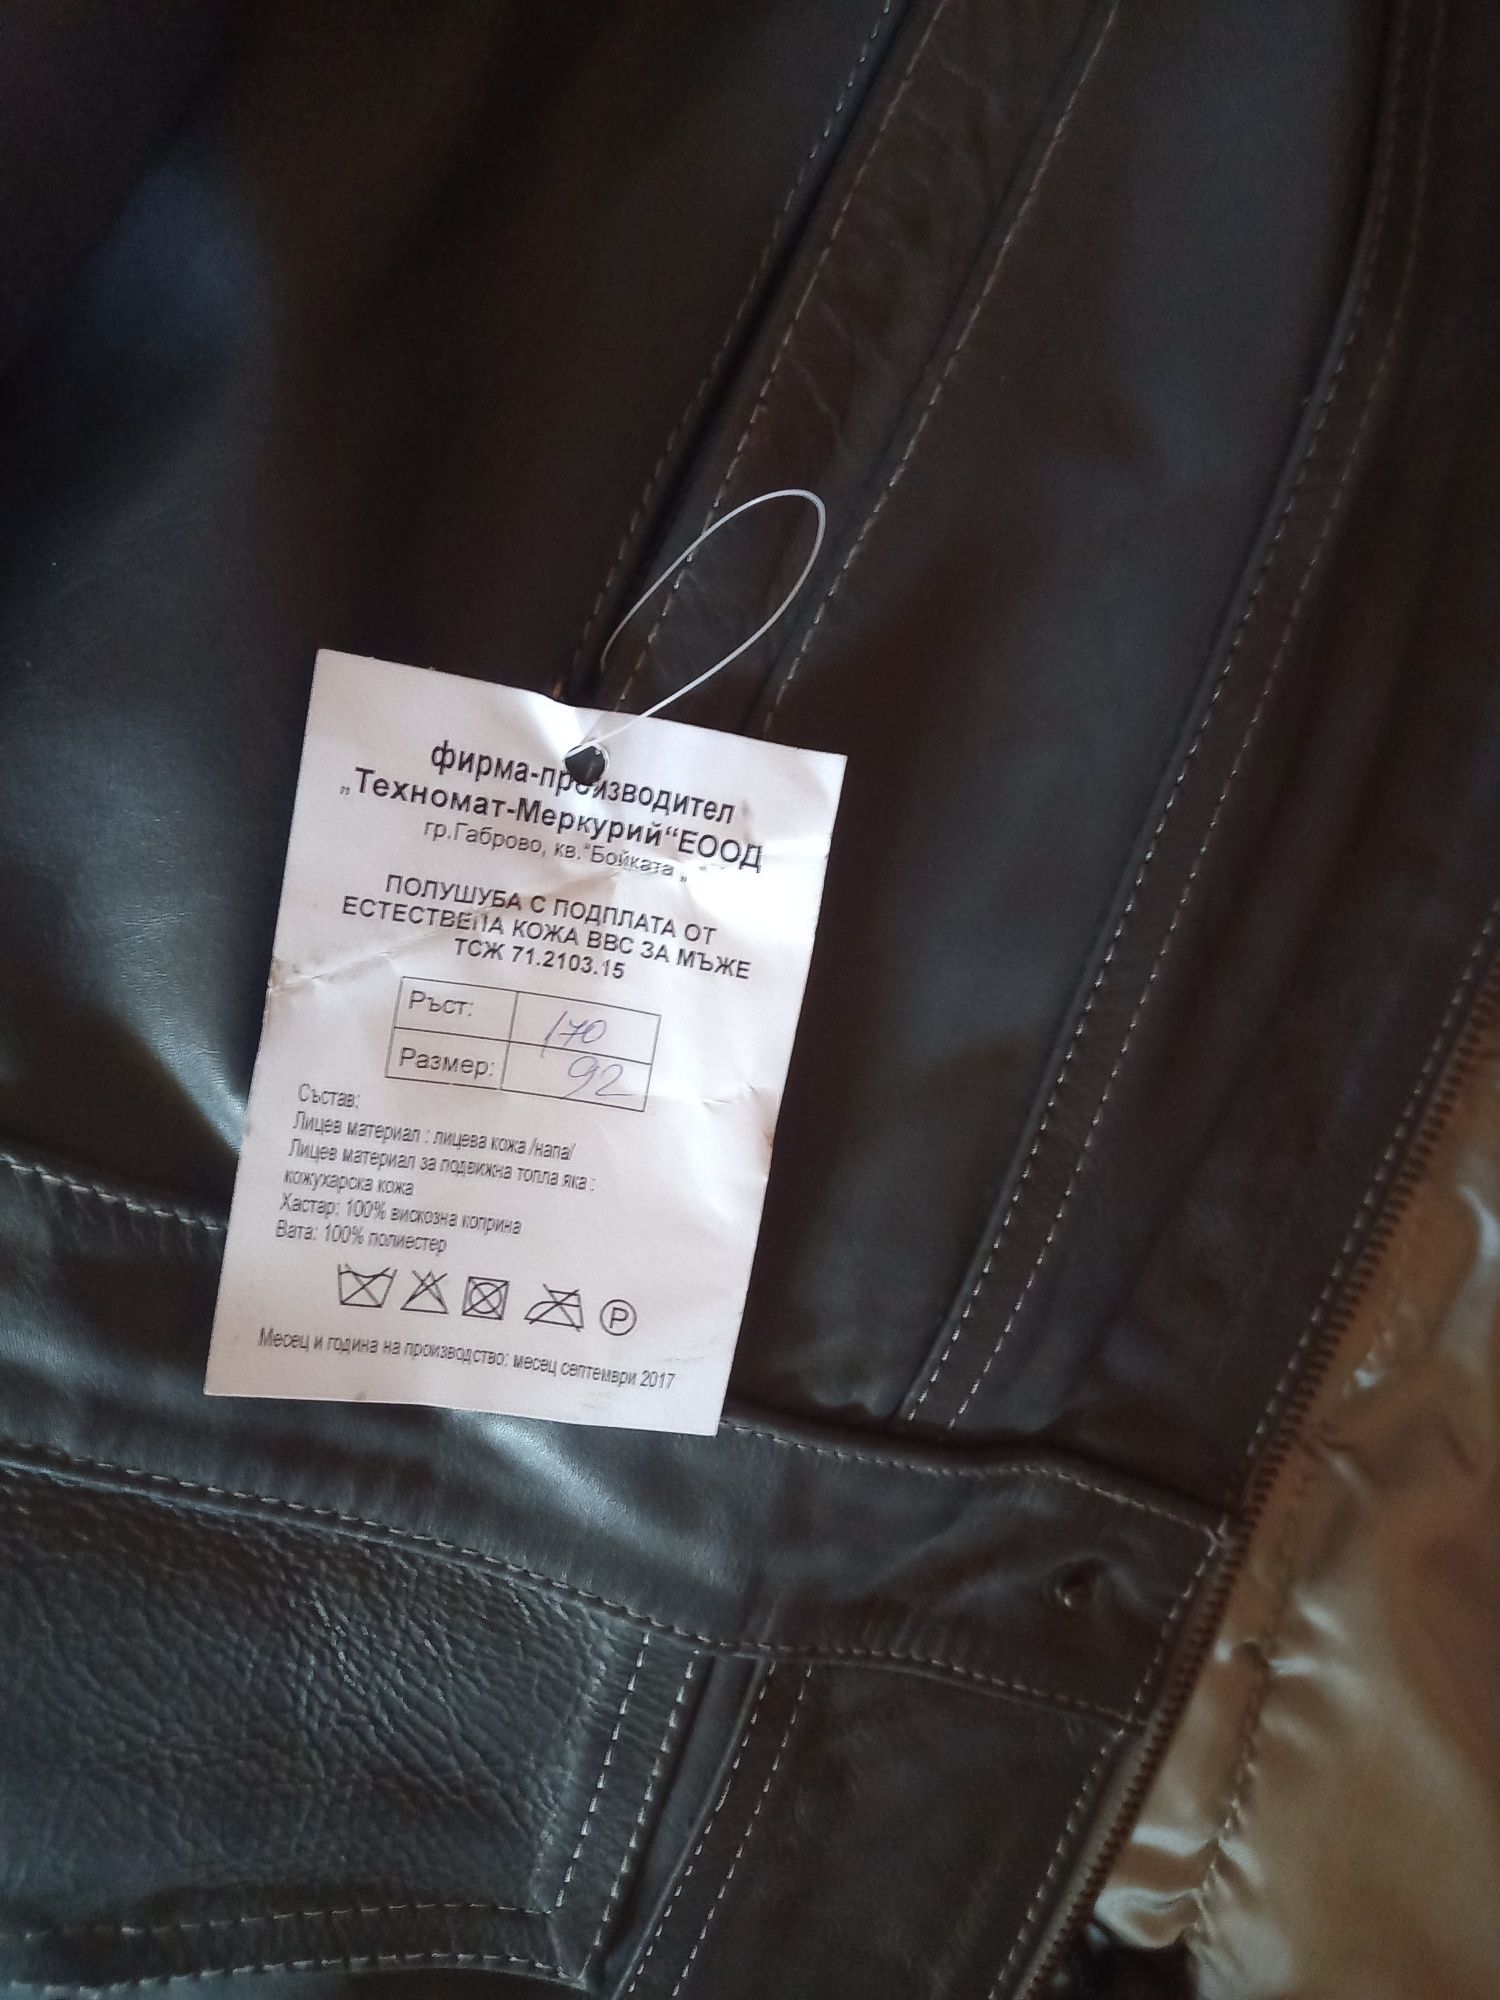 фирма-производител
„Техномат-Меркурий“ЕООД
гр.Габрово, кв."Бойката „
ПОЛУШУБА С ПОДПЛАТА ОТ
ЕСТЕСТВЕНА КОЖА ВВС ЗА МЪЖЕ
ТСЖ 71.2103.15
Ръст: 170
Размер: 92
Състав:
Лицев материал : лицева кожа /напа/
Лицев материал за подвижна топла яка :
кожухарска кожа
Хастар: 100% вискозна коприна
Вата: 100% полиестер
P
Месец и година на производство: месец септември 2017